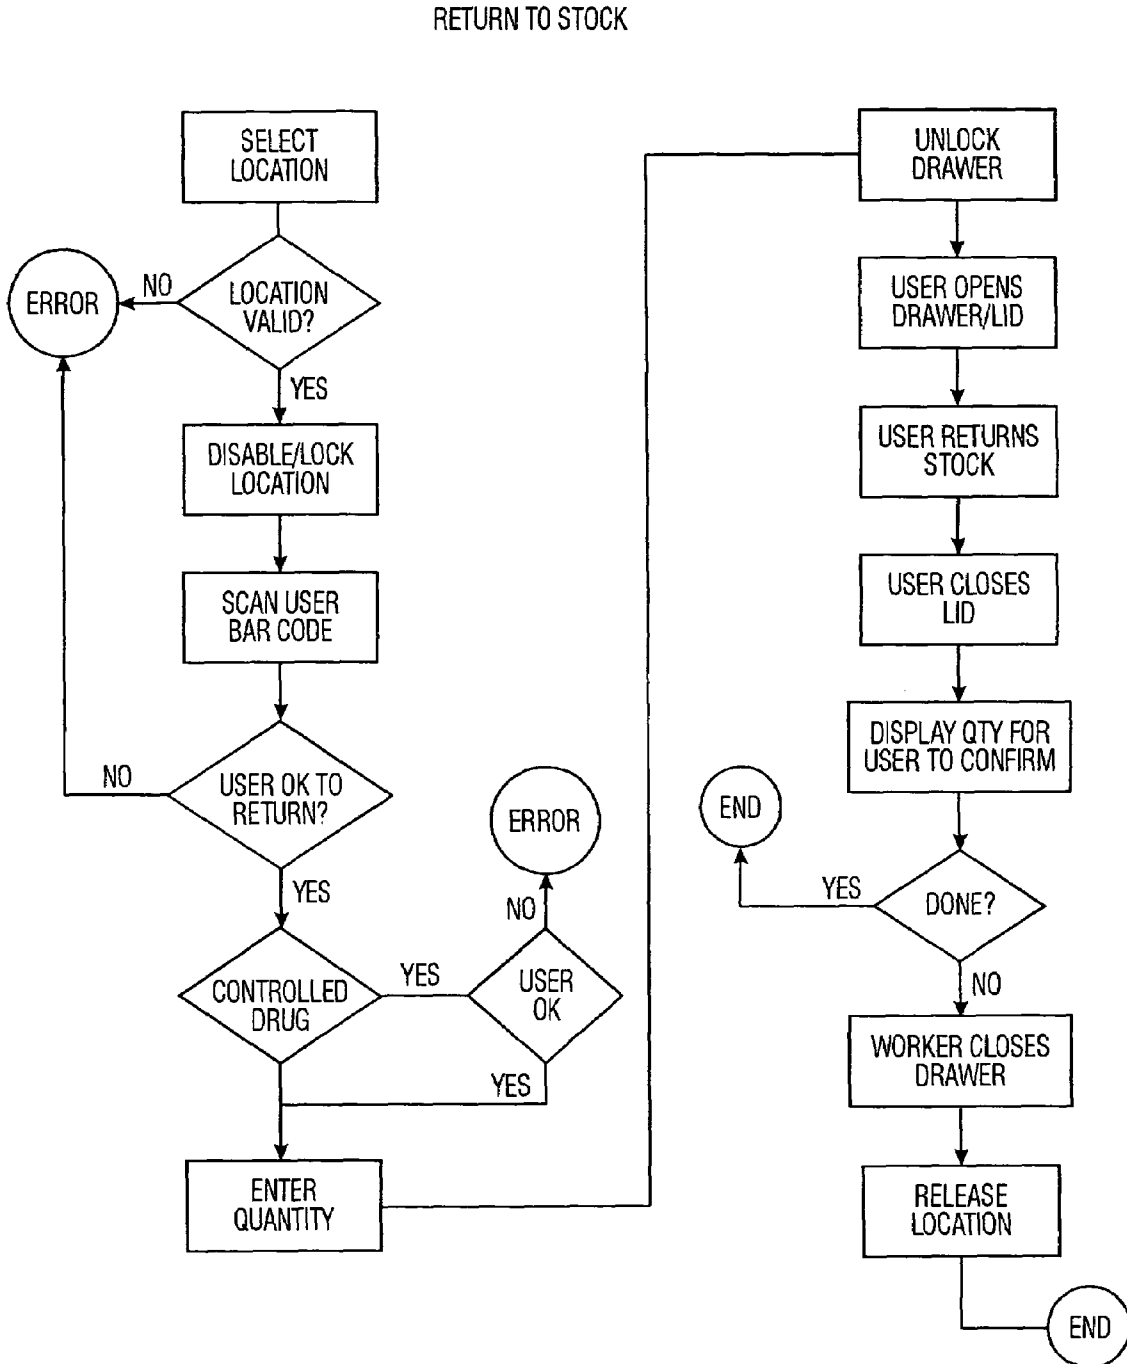 RETURN TO STOCK
SELECT
LOCATION
LOCATION
VALID?
NO
ERROR
YES
DISABLE/LOCK
LOCATION
SCAN USER
BAR CODE
USER OK TO
RETURN?
NO
YES
CONTROLLED
DRUG
YES
USER
OK
NO
ERROR
YES
ENTER
QUANTITY
UNLOCK
DRAWER
USER OPENS
DRAWER/LID
USER RETURNS
STOCK
USER CLOSES
LID
DISPLAY QTY FOR
USER TO CONFIRM
DONE?
YES
END
NO
WORKER CLOSES
DRAWER
RELEASE
LOCATION
END